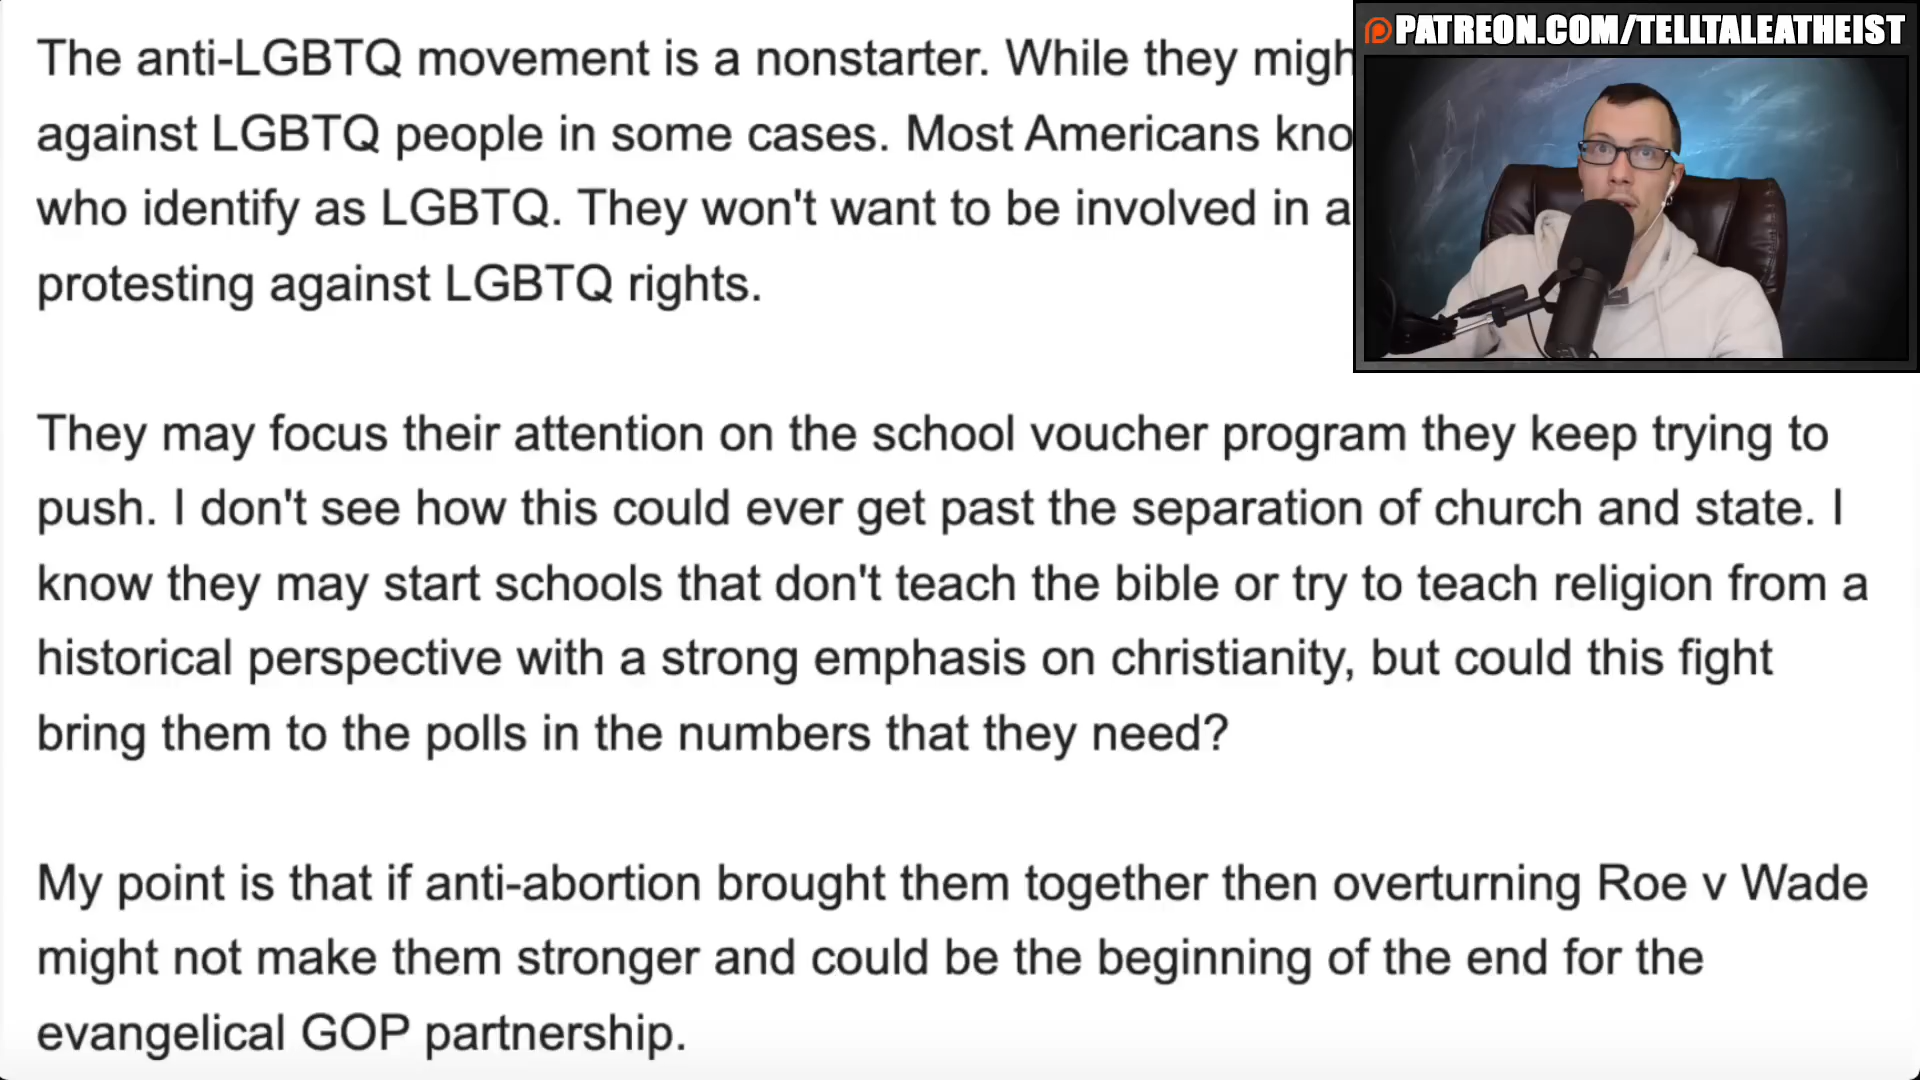 PATREON.COM/TELLTALEATHEIST
The anti-LGBTQ movement is a nonstarter. While they
against LGBTQ people in some cases. Most Americans
who identify as LGBTQ. They won't want to be involved in a
protesting against LGBTQ rights.
They may focus their attention on the school voucher program they keep trying to
push. I don't see how this could ever get past the separation of church and state. I
know they may start schools that don't teach the bible or try to teach religion from a
historical perspective with a strong emphasis on christianity, but could this fight
bring them to the polls in the numbers that they need?
My point is that if anti-abortion brought them together then overturning Roe v Wade
might not make them stronger and could be the beginning of the end for the
evangelical GOP partnership.